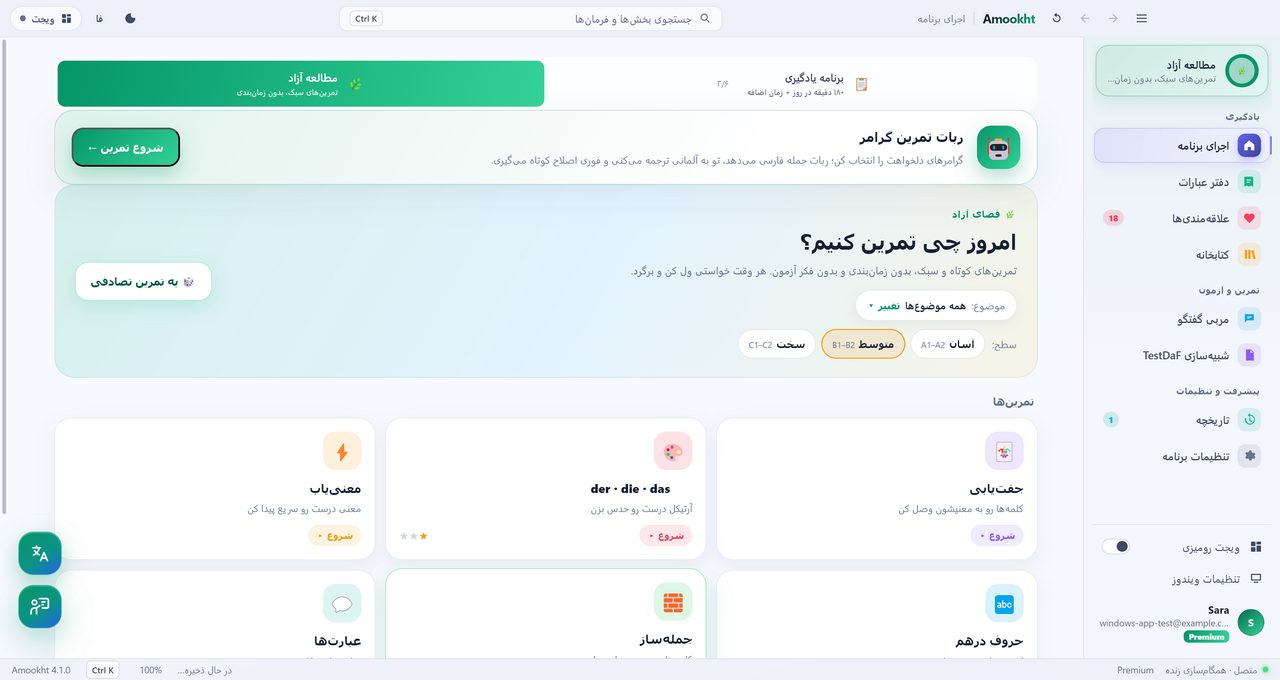 Amookht
اجرای برنامه
جستجوی بخش‌ها و فرمان‌ها
Ctrl K
فا
ویجت
مطالعه آزاد
تمرین‌های سبک، بدون زمان...
یادگیری
اجرای برنامه
دفتر عبارات
علاقه‌مندی‌ها
18
کتابخانه
تمرین و آزمون
مربی گفتگو
شبیه‌سازی TestDaF
پیشرفت و تنظیمات
تاریخچه
1
تنظیمات برنامه
ویجت رومیزی
تنظیمات ویندوز
Sara
windows-app-test@example.c...
Premium
S
برنامه یادگیری
۱۸۰ دقیقه در روز + زمان اضافه
۲/۶
مطالعه آزاد
تمرین‌های سبک، بدون زمان‌بندی
ربات تمرین گرامر
گرامرهای دلخواهت را انتخاب کن؛ ربات جمله فارسی می‌دهد، تو به آلمانی ترجمه می‌کنی و فوری اصلاح کوتاه می‌گیری.
شروع تمرین ←
فضای آزاد
امروز چی تمرین کنیم؟
تمرین‌های کوتاه و سبک، بدون زمان‌بندی و بدون فکر آزمون. هر وقت خواستی ول کن و برگرد.
یه تمرین تصادفی
موضوع: همه موضوع‌ها تغییر
سطح: آسان A1–A2 متوسط B1–B2 سخت C1–C2
تمرین‌ها
جفت‌یابی
کلمه‌ها رو به معنیشون وصل کن
شروع
der · die · das
آرتیکل درست رو حدس بزن
شروع
معنی‌یاب
معنی درست رو سریع پیدا کن
شروع
abc
حروف درهم
جمله‌ساز
عبارت‌ها
متصل · همگام‌سازی زنده
Premium
در حال ذخیره...
100%
Ctrl K
Amookht 4.1.0